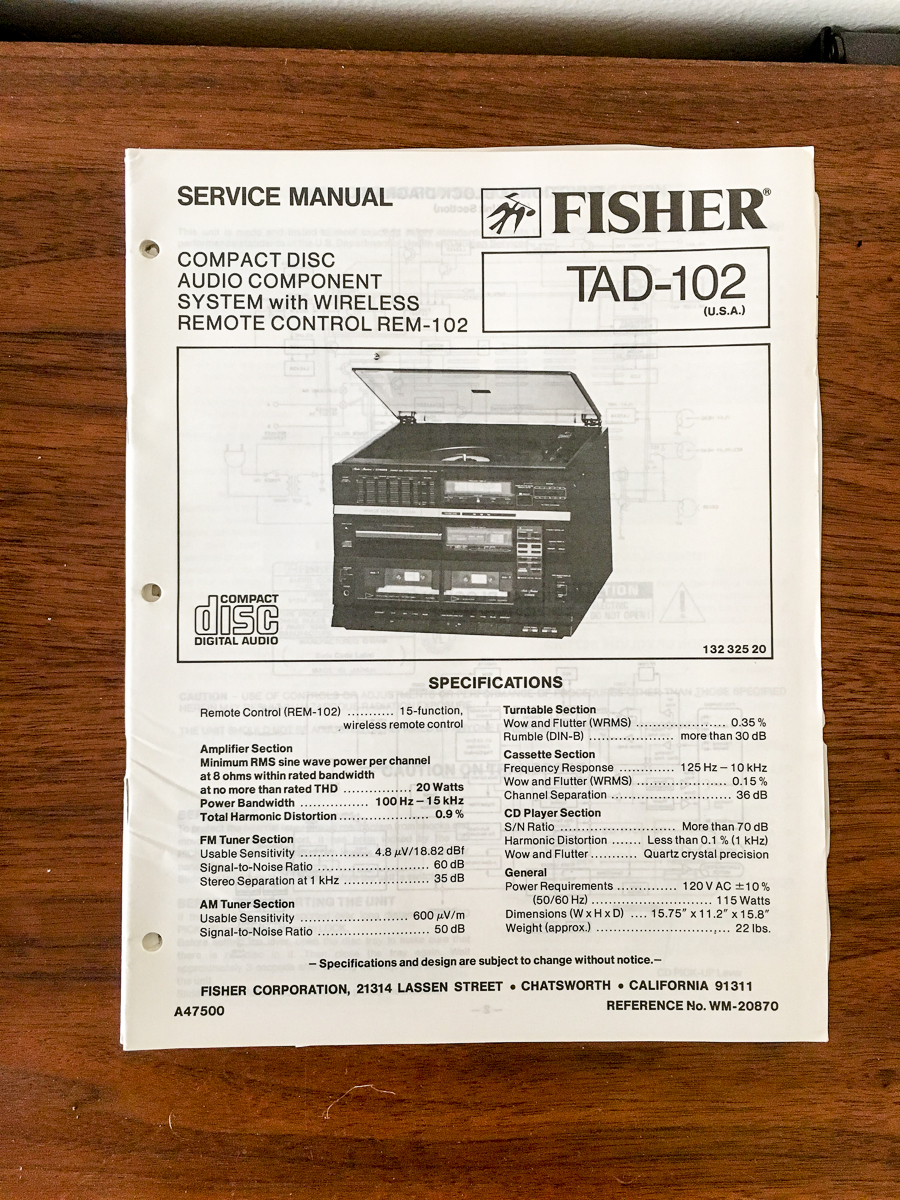 SERVICE MANUAL
FISHER®
COMPACT DISC
AUDIO COMPONENT
SYSTEM with WIRELESS
REMOTE CONTROL REM-102
TAD-102
(U.S.A.)
COMPACT
disc
DIGITAL AUDIO
132 325 20
SPECIFICATIONS
Remote Control (REM-102) ........... 15-function,
wireless remote control
Amplifier Section
Minimum RMS sine wave power per channel
at 8 ohms within rated bandwidth
at no more than rated THD ............... 20 Watts
Power Bandwidth ............... 100 Hz – 15 kHz
Total Harmonic Distortion .................... 0.9 %
FM Tuner Section
Usable Sensitivity ............... 4.8 µV/18.82 dBf
Signal-to-Noise Ratio ......................... 60 dB
Stereo Separation at 1 kHz .................. 35 dB
AM Tuner Section
Usable Sensitivity ....................... 600 µV/m
Signal-to-Noise Ratio ......................... 50 dB
Turntable Section
Wow and Flutter (WRMS) ................... 0.35 %
Rumble (DIN-B) .................. more than 30 dB
Cassette Section
Frequency Response ............ 125 Hz – 10 kHz
Wow and Flutter (WRMS) ................... 0.15 %
Channel Separation ........................... 36 dB
CD Player Section
S/N Ratio .......................... More than 70 dB
Harmonic Distortion ....... Less than 0.1 % (1 kHz)
Wow and Flutter .......... Quartz crystal precision
General
Power Requirements ............. 120 V AC ±10 %
(50/60 Hz) .......................... 115 Watts
Dimensions (W x H x D) .... 15.75″ x 11.2″ x 15.8″
Weight (approx.) ............................ 22 lbs.
– Specifications and design are subject to change without notice.–
FISHER CORPORATION, 21314 LASSEN STREET • CHATSWORTH • CALIFORNIA 91311
A47500
REFERENCE No. WM-20870